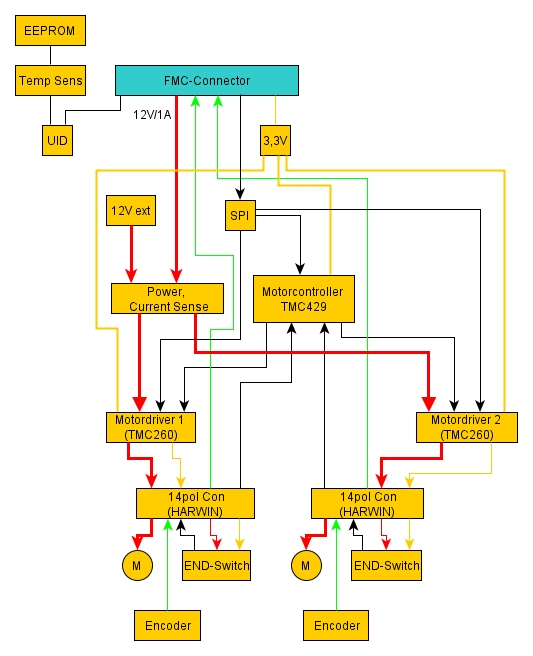 EEPROM
Temp Sens
FMC-Connector
12V/1A
UID
3,3V
12V ext
SPI
Power,
Current Sense
Motorcontroller
TMC429
Motordriver 1
(TMC260)
Motordriver 2
(TMC260)
14pol Con
(HARWIN)
14pol Con
(HARWIN)
M
END-Switch
M
END-Switch
Encoder
Encoder